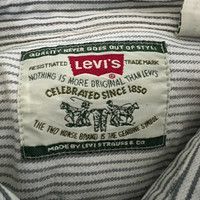 QUALITY NEVER GOES OUT OF STYLE
LEVI'S
REGISTRATED TRADE MARK
NOTHING IS MORE ORIGINAL THAN LEVI'S
CELEBRATED SINCE 1850
THE TWO HORSE BRAND IS THE GENUINE SYMBOL
MADE BY LEVI STRAUSS & CO